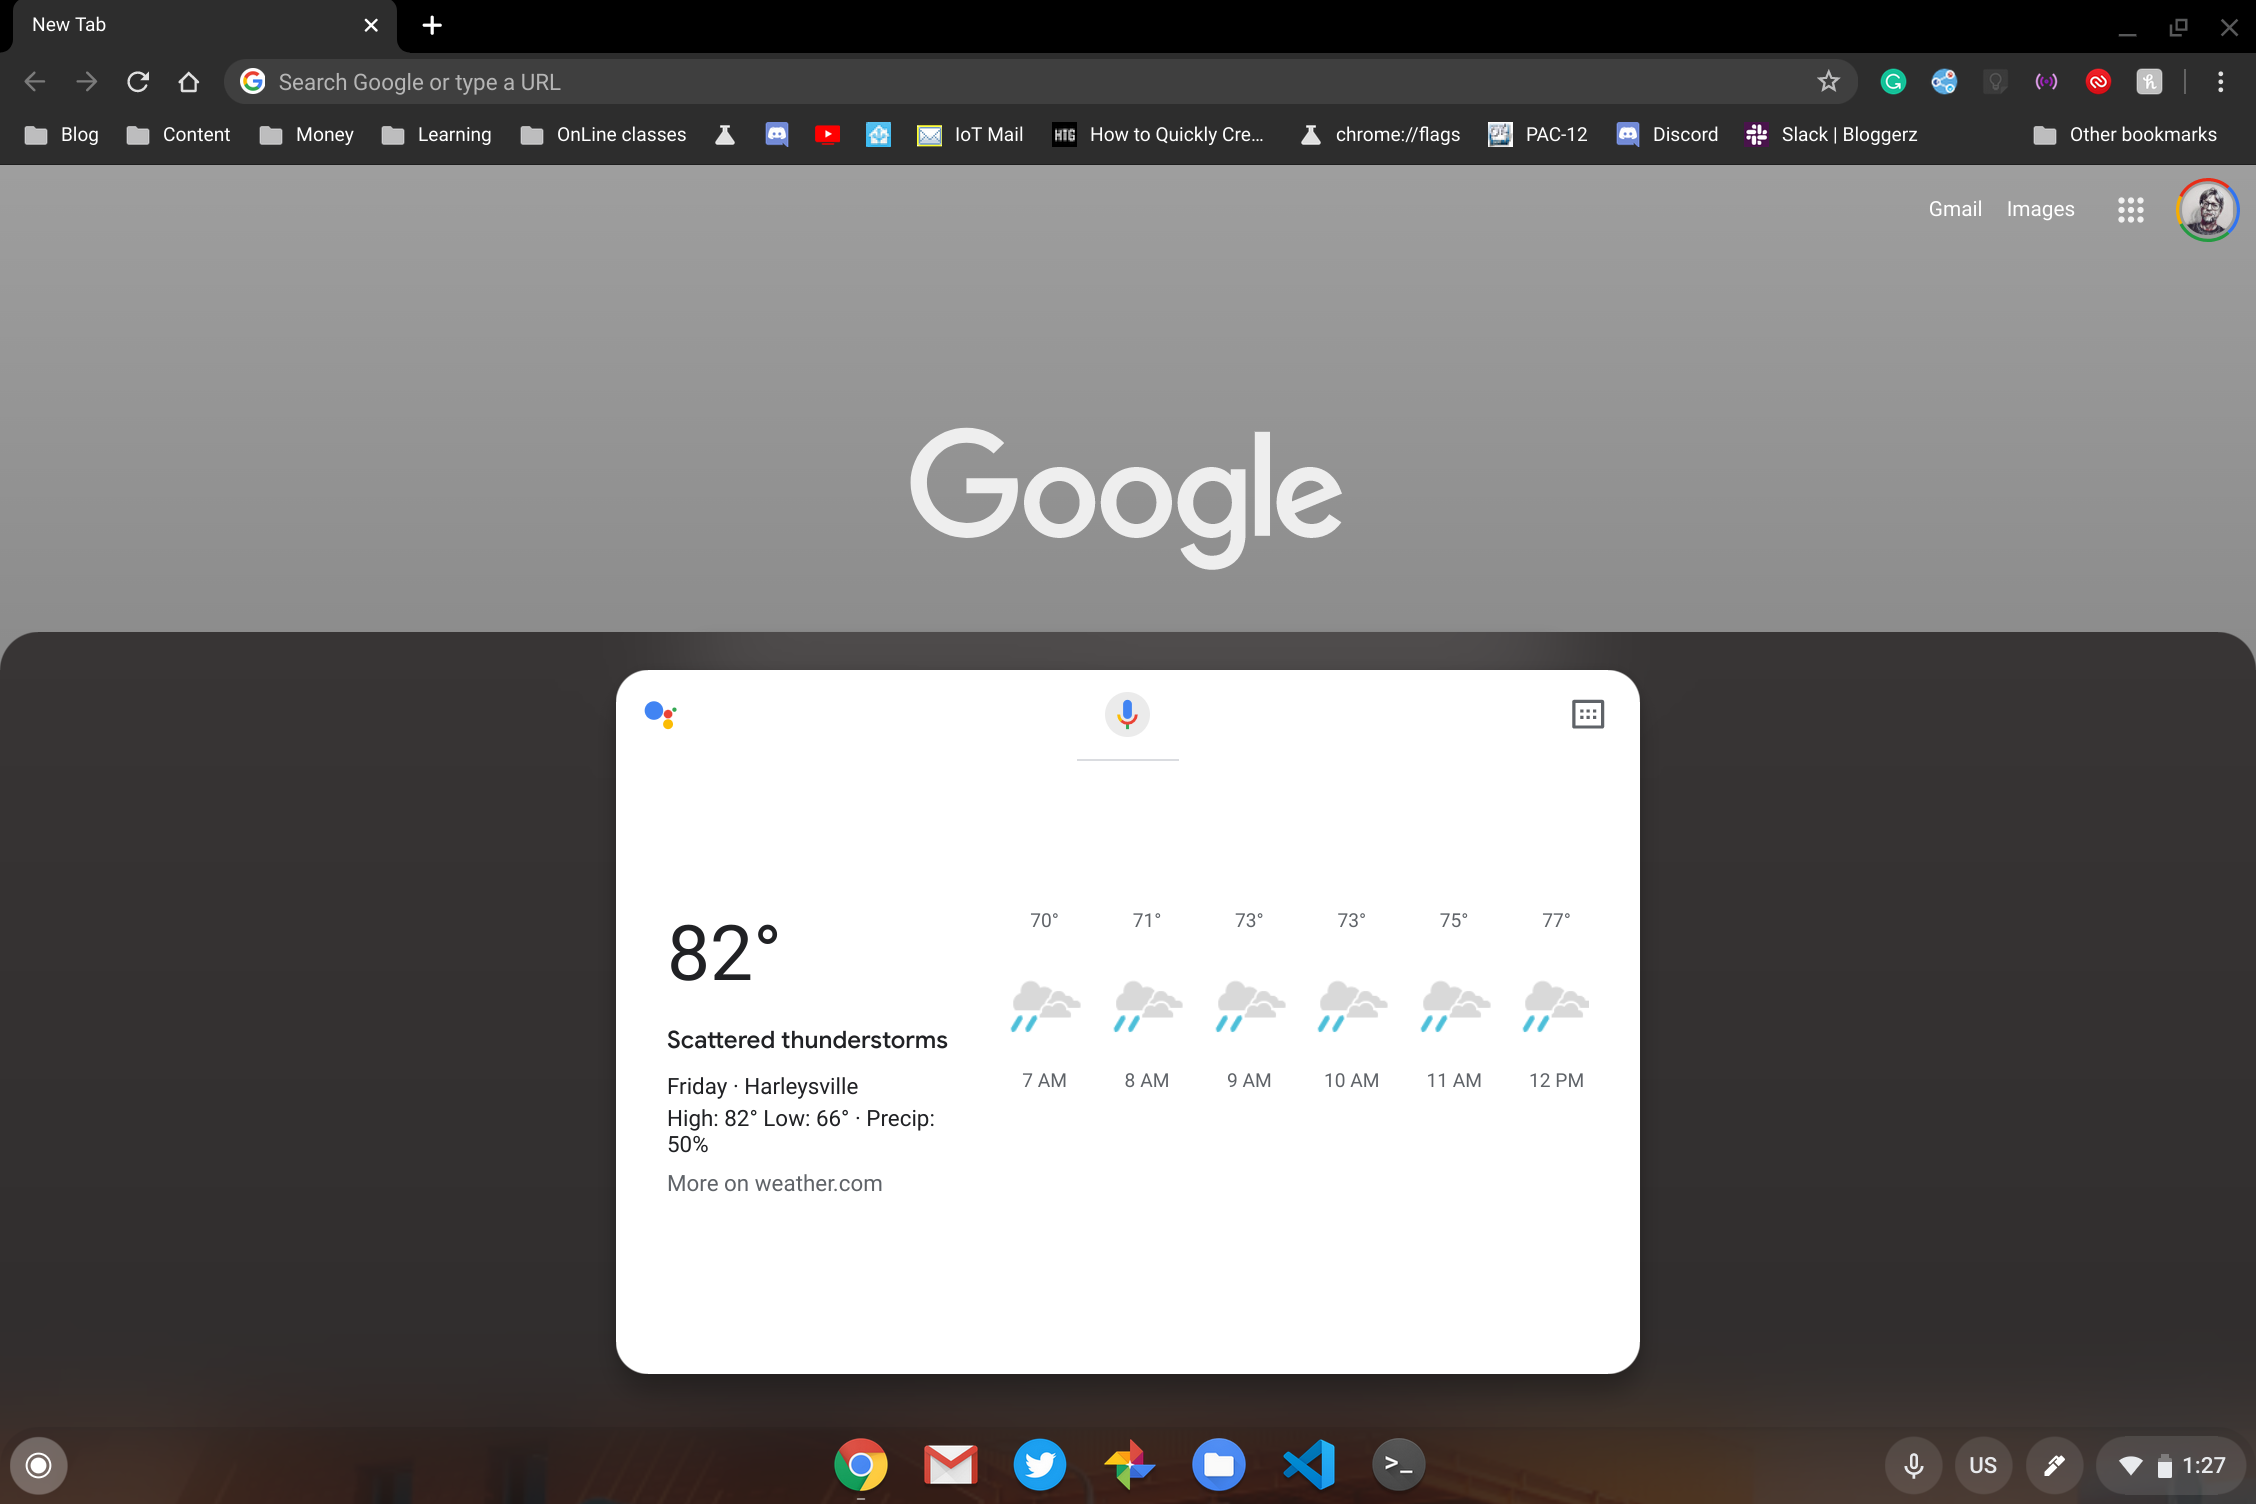 New Tab
Search Google or type a URL
Blog Content Money Learning OnLine classes IoT Mail HTG How to Quickly Cre... chrome://flags PAC-12 Discord Slack | Bloggerz Other bookmarks
Gmail Images
Google
70° 71° 73° 73° 75° 77°
82°
Scattered thunderstorms
Friday · Harleysville
7 AM 8 AM 9 AM 10 AM 11 AM 12 PM
High: 82° Low: 66° · Precip:
50%
More on weather.com
US 1:27